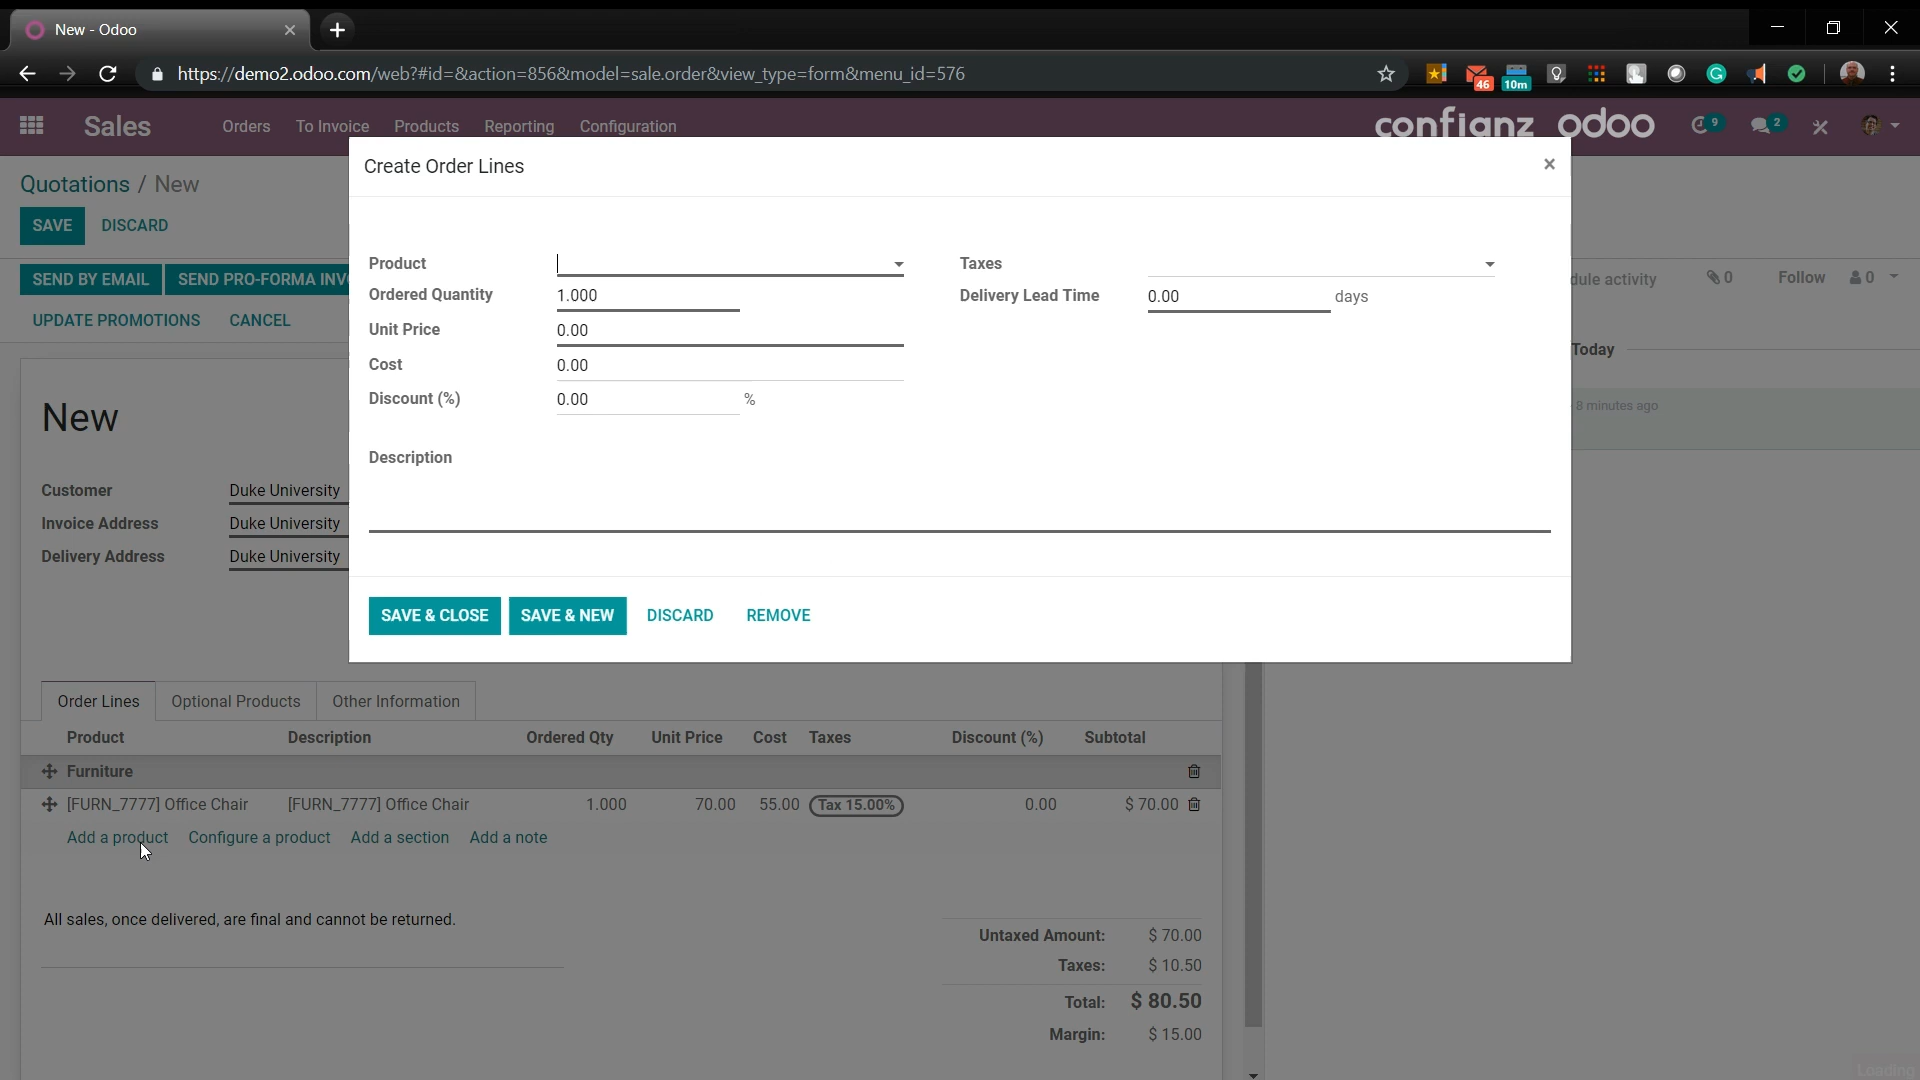 New - Odoo
https://demo2.odoo.com/web?#id=&action=856&model=sale.order&view_type=form&menu_id=576
46
10m
Sales
Orders To Invoice Products Reporting Configuration
confianz odoo
9
2
Create Order Lines
×
Quotations / New
SAVE DISCARD
SEND BY EMAIL SEND PRO-FORMA
dule activity 0 Follow 0
UPDATE PROMOTIONS CANCEL
Product
Taxes
Ordered Quantity 1.000
Delivery Lead Time 0.00 days
Unit Price 0.00
Cost 0.00
Discount (%) 0.00 %
Today
8 minutes ago
New
Description
Customer Duke University
Invoice Address Duke University
Delivery Address Duke University
SAVE & CLOSE SAVE & NEW DISCARD REMOVE
Order Lines Optional Products Other Information
Product Description Ordered Qty Unit Price Cost Taxes Discount (%) Subtotal
Furniture
[FURN_7777] Office Chair [FURN_7777] Office Chair 1.000 70.00 55.00 Tax 15.00% 0.00 $ 70.00
Add a product Configure a product Add a section Add a note
All sales, once delivered, are final and cannot be returned.
Untaxed Amount: $ 70.00
Taxes: $ 10.50
Total: $ 80.50
Margin: $ 15.00
Loading